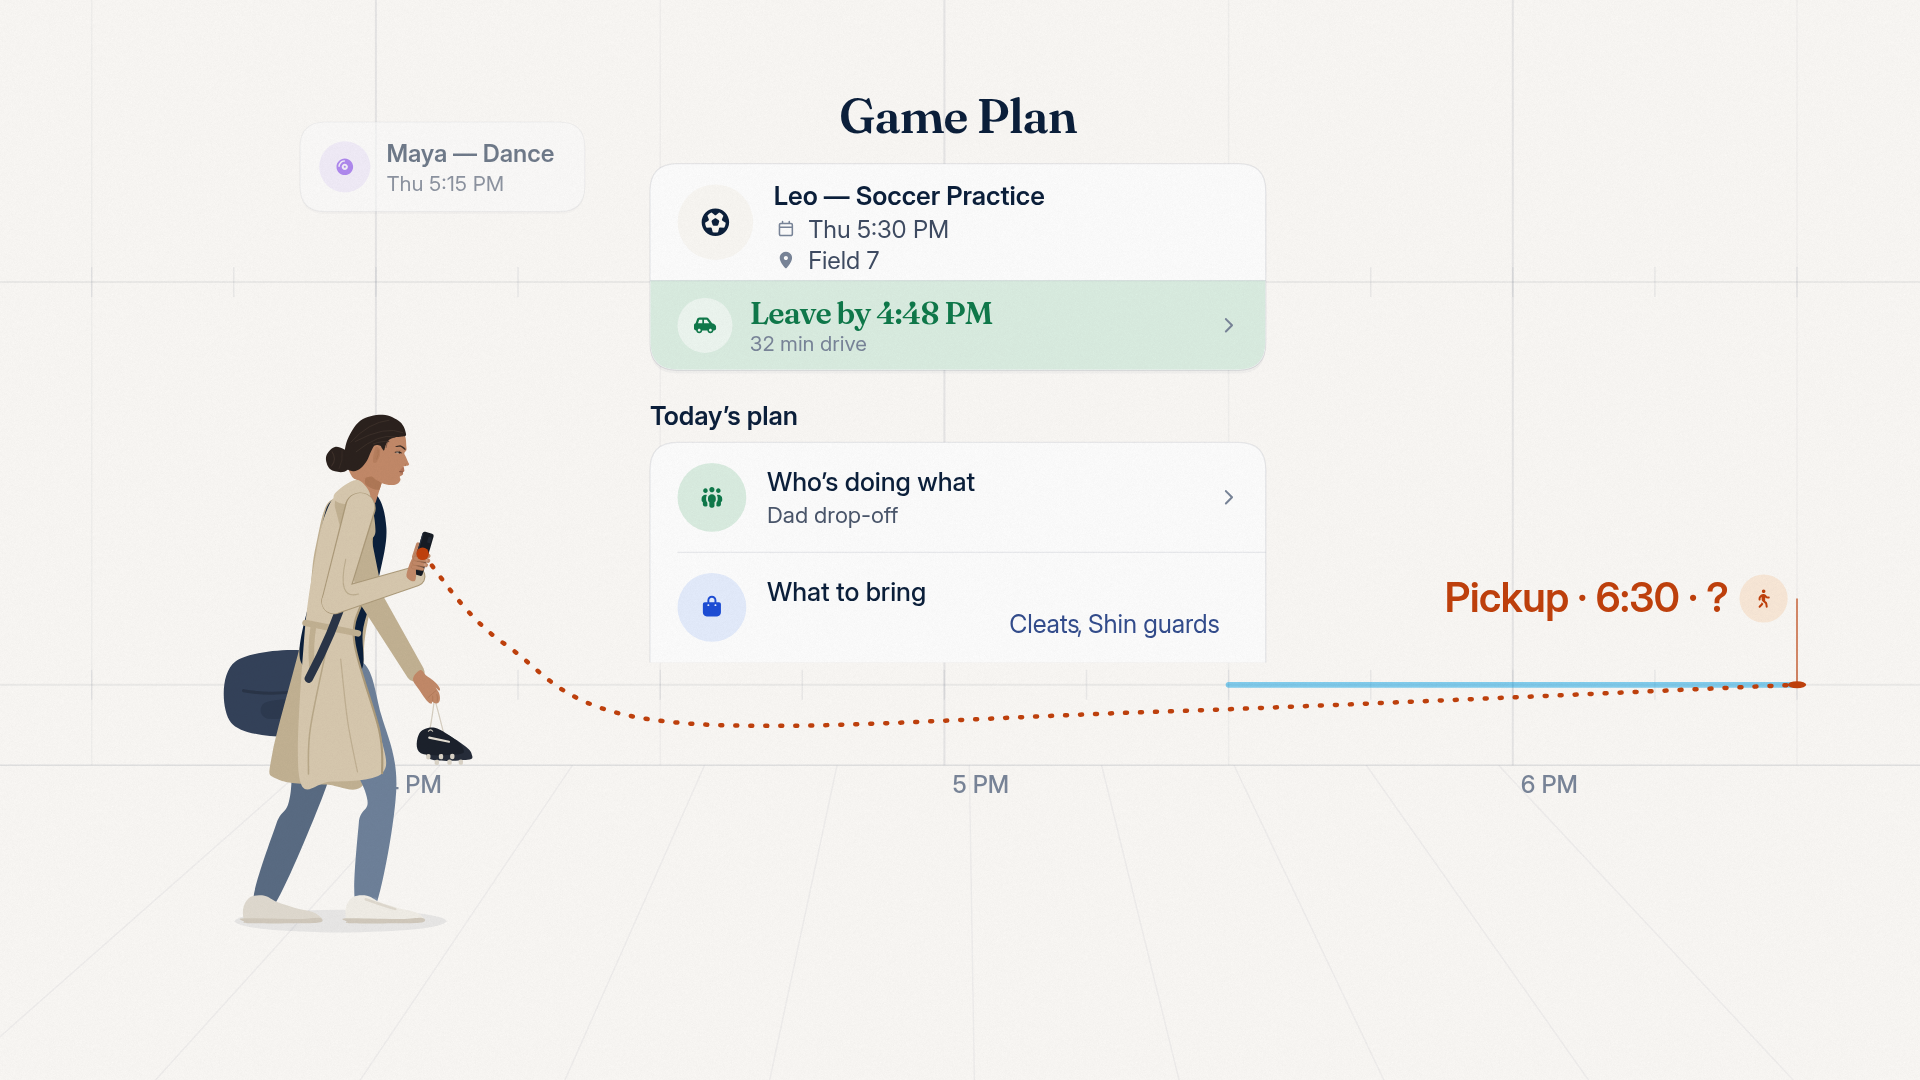 Game Plan
Maya — Dance
Thu 5:15 PM
Leo — Soccer Practice
Thu 5:30 PM
Field 7
Leave by 4:48 PM
32 min drive
Today’s plan
Who’s doing what
Dad drop-off
What to bring
Cleats, Shin guards
Pickup · 6:30 · ?
PM
5 PM
6 PM